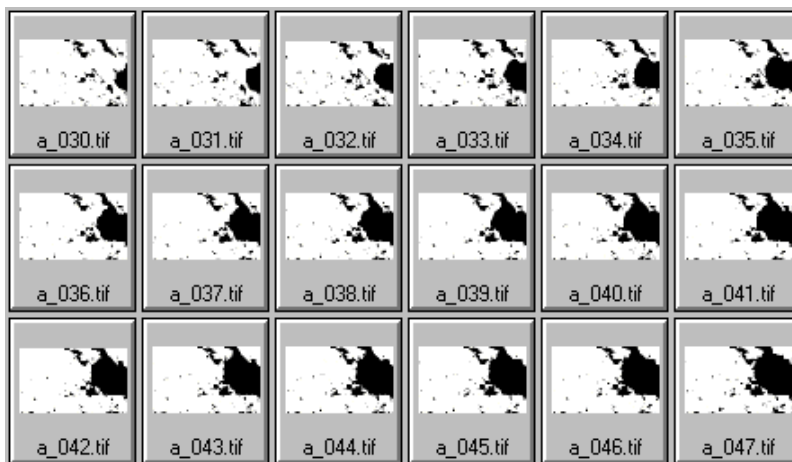 a_030.tif a_031.tif a_032.tif a_033.tif a_034.tif a_035.tif
a_036.tif a_037.tif a_038.tif a_039.tif a_040.tif a_041.tif
a_042.tif a_043.tif a_044.tif a_045.tif a_046.tif a_047.tif